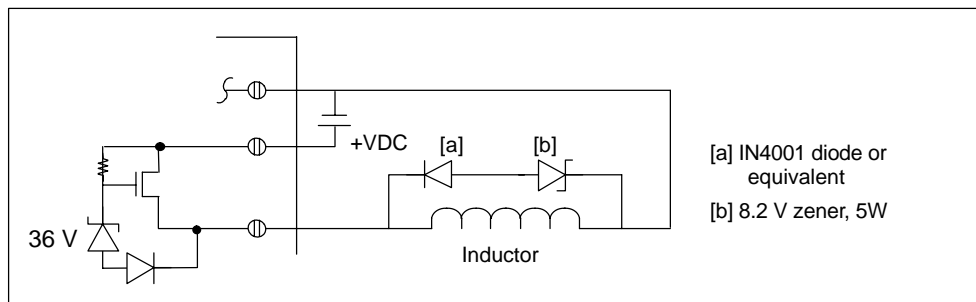 +VDC
[a]
[b]
[a] IN4001 diode or
equivalent
[b] 8.2 V zener, 5W
36 V
Inductor